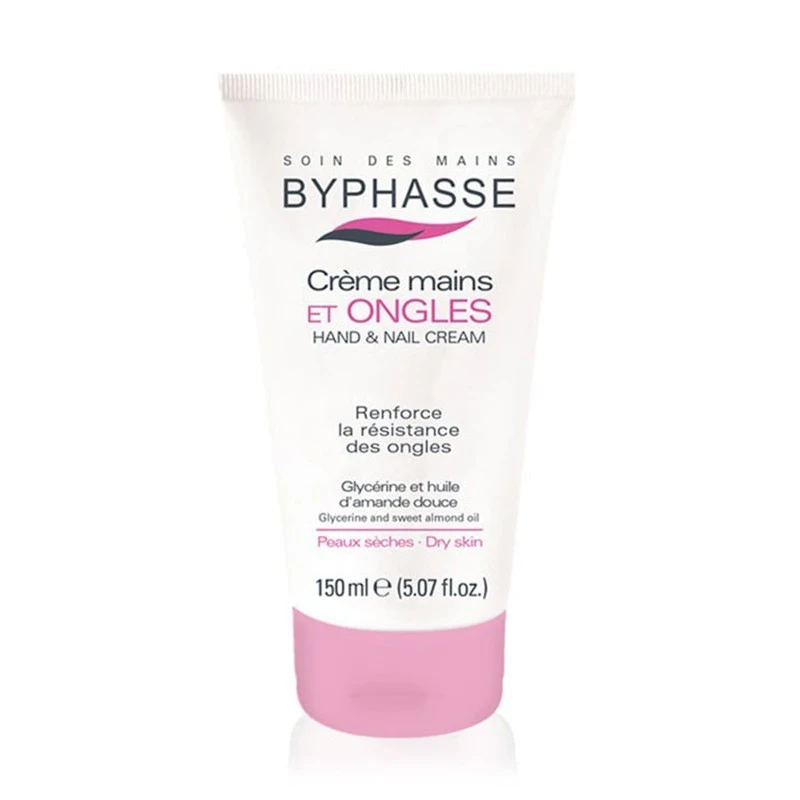 SOIN DES MAINS
BYPHASSE
Crème mains
ET ONGLES
HAND & NAIL CREAM
Renforce
la résistance
des ongles
Glycérine et huile
d'amande douce
Glycerine and sweet almond oil
Peaux sèches · Dry skin
150 ml ℮ (5.07 fl.oz.)